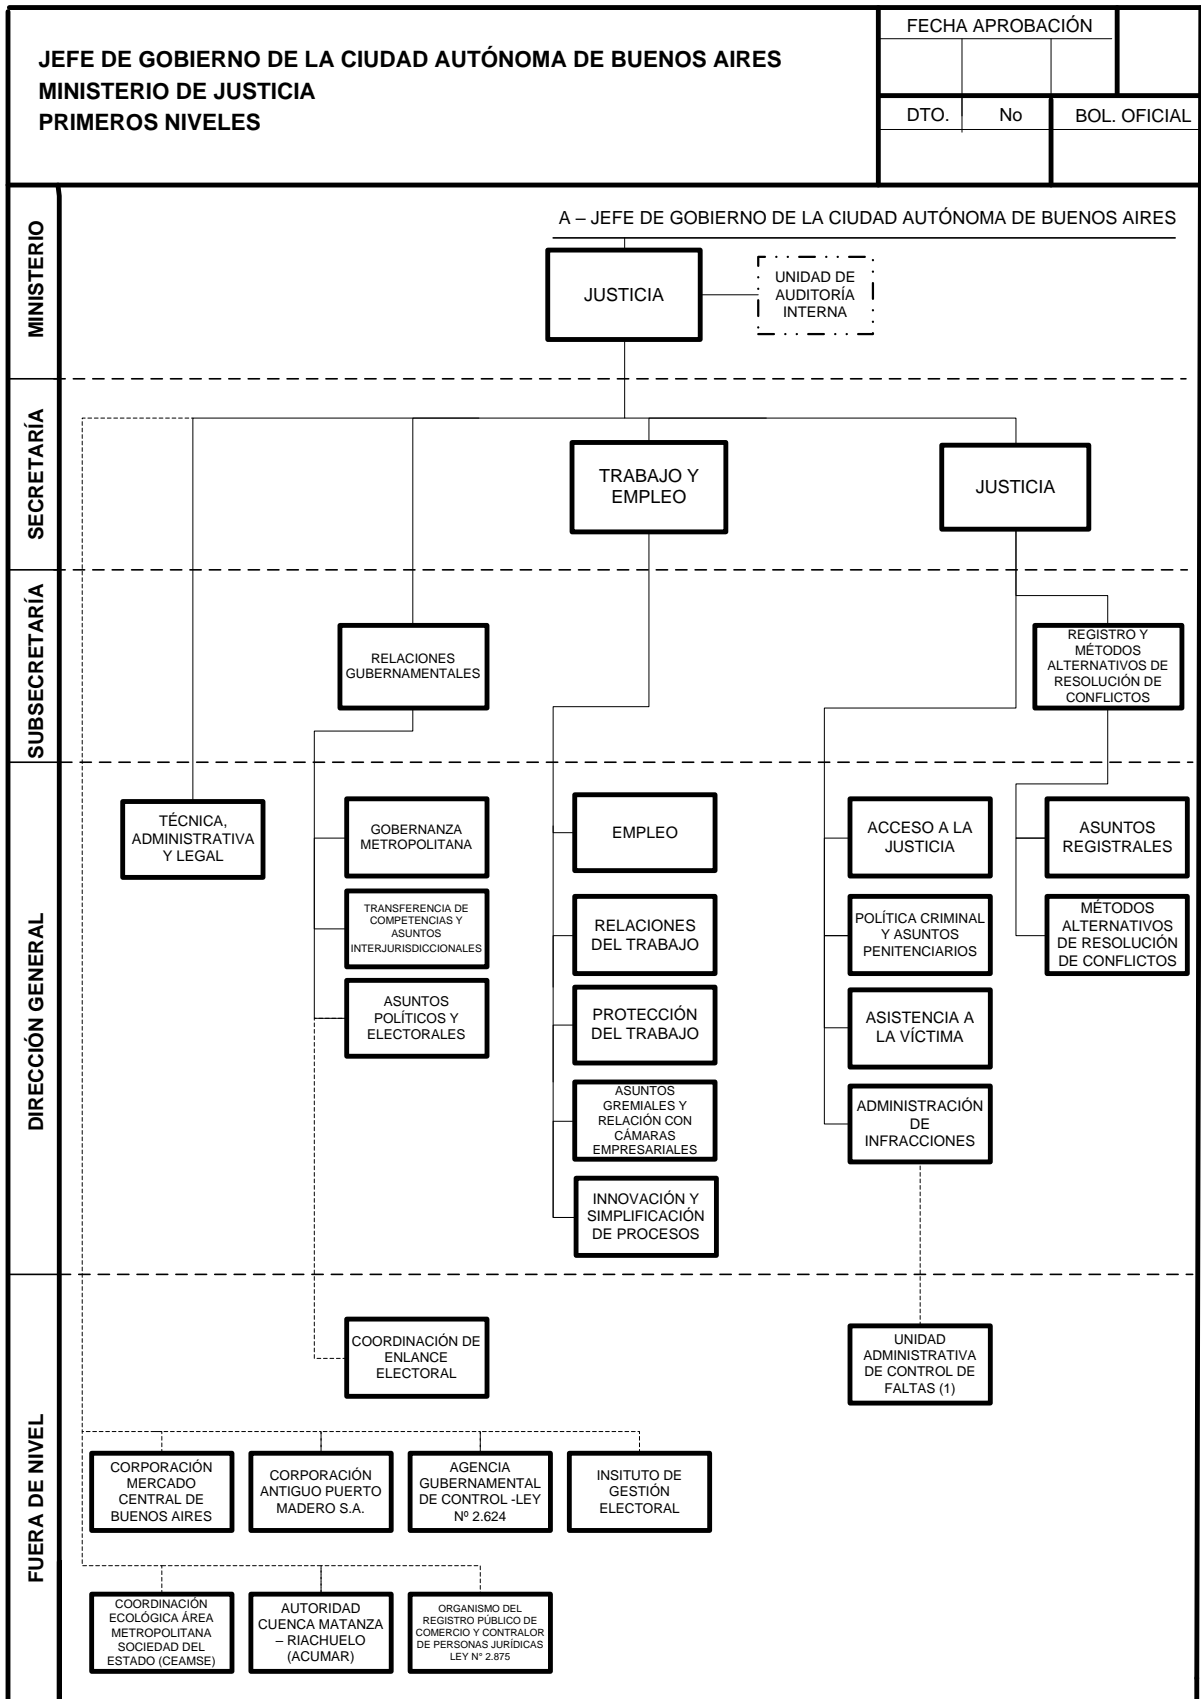 JEFE DE GOBIERNO DE LA CIUDAD AUTÓNOMA DE BUENOS AIRES
MINISTERIO DE JUSTICIA
PRIMEROS NIVELES
FECHA APROBACIÓN
DTO.
No
BOL. OFICIAL
MINISTERIO
A – JEFE DE GOBIERNO DE LA CIUDAD AUTÓNOMA DE BUENOS AIRES
JUSTICIA
UNIDAD DE
AUDITORÍA
INTERNA
SECRETARÍA
TRABAJO Y
EMPLEO
JUSTICIA
SUBSECRETARÍA
RELACIONES
GUBERNAMENTALES
REGISTRO Y
MÉTODOS
ALTERNATIVOS DE
RESOLUCIÓN DE
CONFLICTOS
DIRECCIÓN GENERAL
TÉCNICA,
ADMINISTRATIVA
Y LEGAL
GOBERNANZA
METROPOLITANA
EMPLEO
ACCESO A LA
JUSTICIA
ASUNTOS
REGISTRALES
TRANSFERENCIA DE
COMPETENCIAS Y
ASUNTOS
INTERJURISDICCIONALES
RELACIONES
DEL TRABAJO
POLÍTICA CRIMINAL
Y ASUNTOS
PENITENCIARIOS
MÉTODOS
ALTERNATIVOS
DE RESOLUCIÓN
DE CONFLICTOS
ASUNTOS
POLÍTICOS Y
ELECTORALES
PROTECCIÓN
DEL TRABAJO
ASISTENCIA A
LA VÍCTIMA
ASUNTOS
GREMIALES Y
RELACIÓN CON
CÁMARAS
EMPRESARIALES
ADMINISTRACIÓN
DE
INFRACCIONES
INNOVACIÓN Y
SIMPLIFICACIÓN
DE PROCESOS
FUERA DE NIVEL
COORDINACIÓN DE
ENLANCE
ELECTORAL
UNIDAD
ADMINISTRATIVA
DE CONTROL DE
FALTAS (1)
CORPORACIÓN
MERCADO
CENTRAL DE
BUENOS AIRES
CORPORACIÓN
ANTIGUO PUERTO
MADERO S.A.
AGENCIA
GUBERNAMENTAL
DE CONTROL -LEY
Nº 2.624
INSITUTO DE
GESTIÓN
ELECTORAL
COORDINACIÓN
ECOLÓGICA ÁREA
METROPOLITANA
SOCIEDAD DEL
ESTADO (CEAMSE)
AUTORIDAD
CUENCA MATANZA
– RIACHUELO
(ACUMAR)
ORGANISMO DEL
REGISTRO PÚBLICO DE
COMERCIO Y CONTRALOR
DE PERSONAS JURÍDICAS
LEY N° 2.875